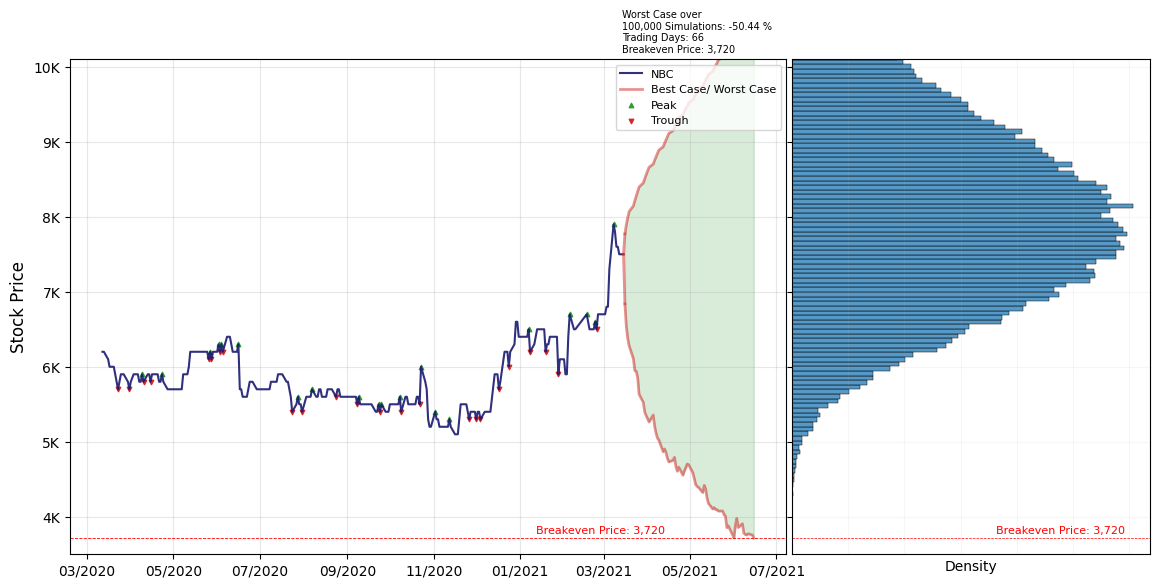 Worst Case over
100,000 Simulations: -50.44 %
Trading Days: 66
Breakeven Price: 3,720
10K
9K
8K
7K
6K
5K
4K
Stock Price
NBC
Best Case/ Worst Case
Peak
Trough
Breakeven Price: 3,720
Breakeven Price: 3,720
03/2020
05/2020
07/2020
09/2020
11/2020
01/2021
03/2021
05/2021
07/2021
Density